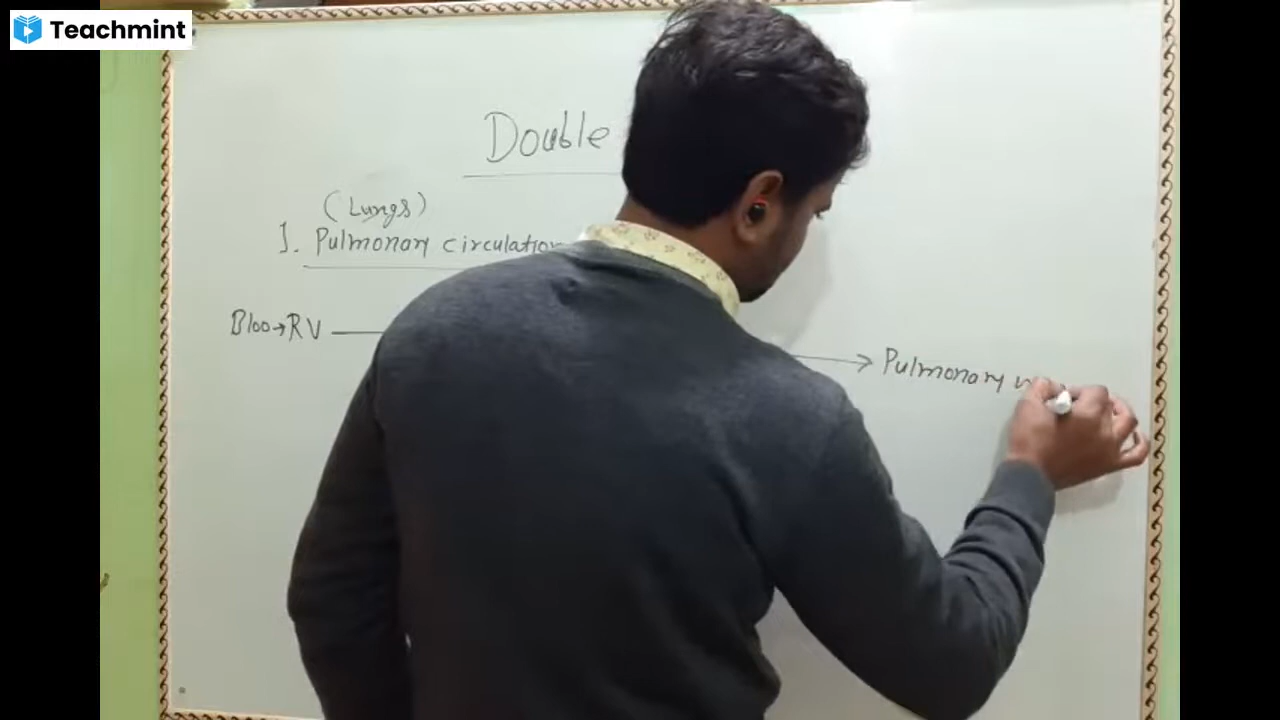 Teachmint
Double
(Lungs)
1. Pulmonary circulation
Bloo→RV
→ Pulmonary